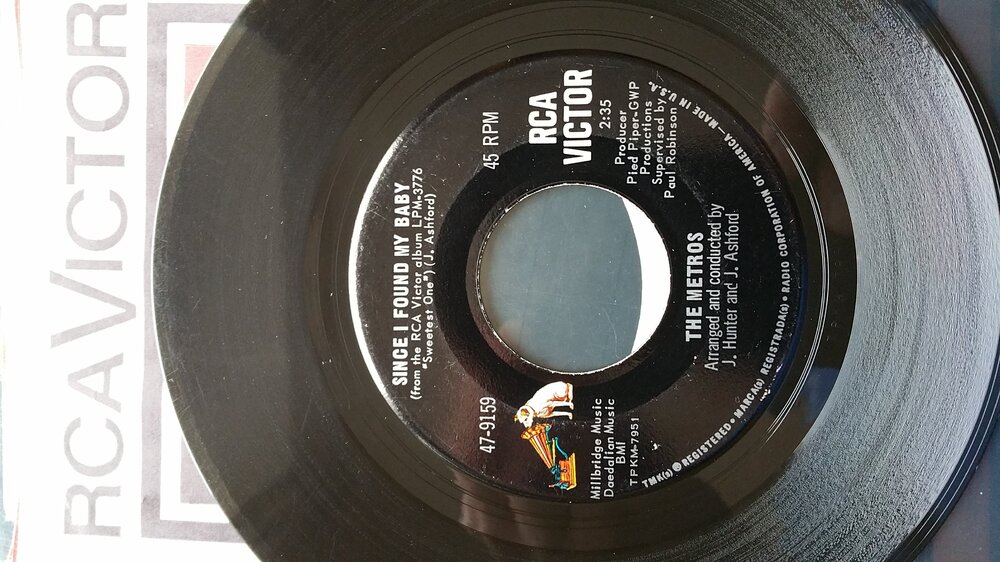 RCAVICTOR
SINCE I FOUND MY BABY
(from the RCA Victor album LPM-3776
"Sweetest One") (J. Ashford)
47-9159
45 RPM
RCA
VICTOR
2:35
Millbridge Music
Daedalian Music
BMI
TPKM-7951
Producer
Pied Piper-GWP
Productions
Supervised by
Paul Robinson
THE METROS
Arranged and conducted by
J. Hunter and J. Ashford
TMK(s) ® REGISTERED • MARCA(s) REGISTRADA(s) • RADIO CORPORATION OF AMERICA—MADE IN U.S.A.